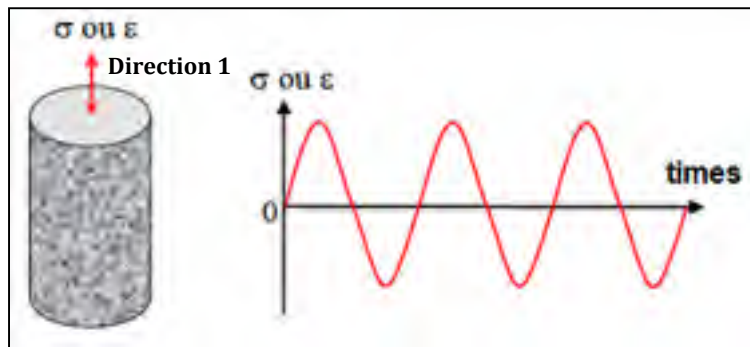 σ ou ε
Direction 1
σ ou ε
times
0